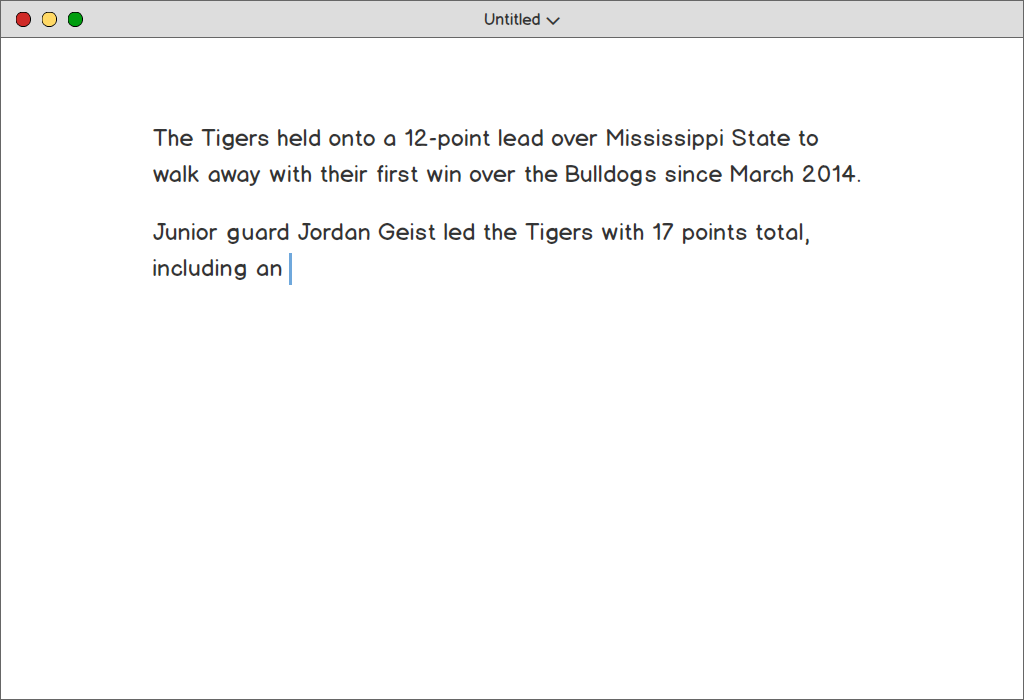 Untitled
The Tigers held onto a 12-point lead over Mississippi State to
walk away with their first win over the Bulldogs since March 2014.
Junior guard Jordan Geist led the Tigers with 17 points total,
including an